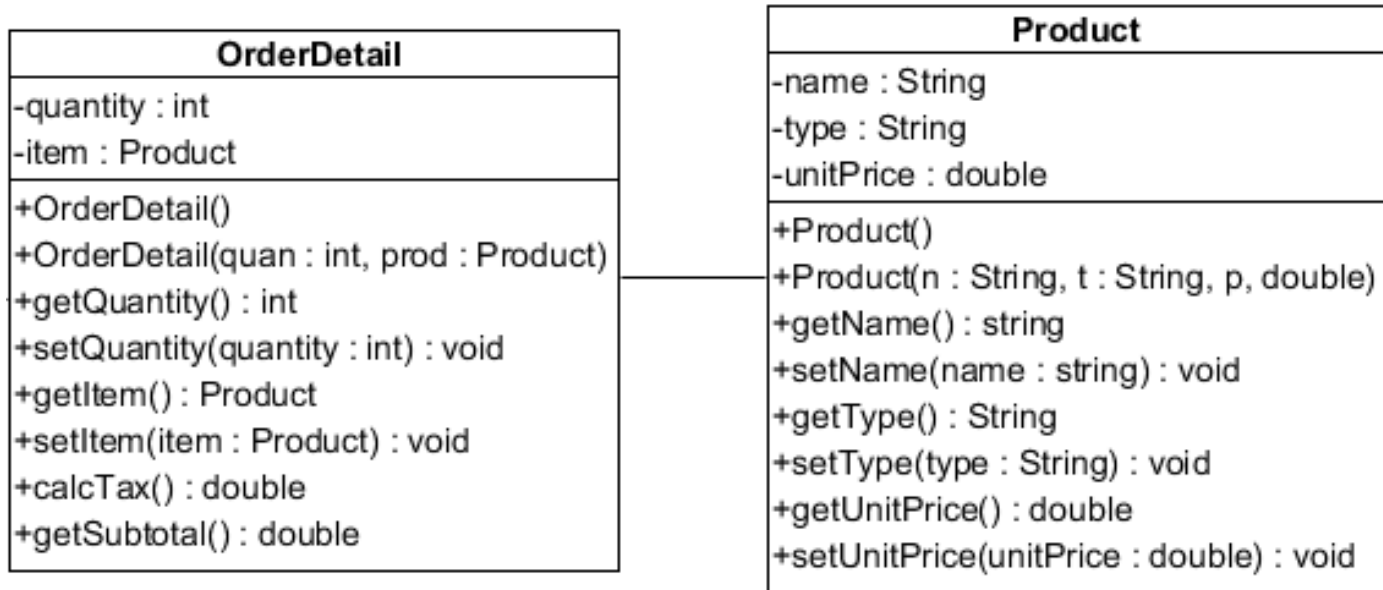 OrderDetail
-quantity : int
-item : Product
+OrderDetail()
+OrderDetail(quan : int, prod : Product)
+getQuantity() : int
+setQuantity(quantity : int) : void
+getItem() : Product
+setItem(item : Product) : void
+calcTax() : double
+getSubtotal() : double
Product
-name : String
-type : String
-unitPrice : double
+Product()
+Product(n : String, t : String, p, double)
+getName() : string
+setName(name : string) : void
+getType() : String
+setType(type : String) : void
+getUnitPrice() : double
+setUnitPrice(unitPrice : double) : void